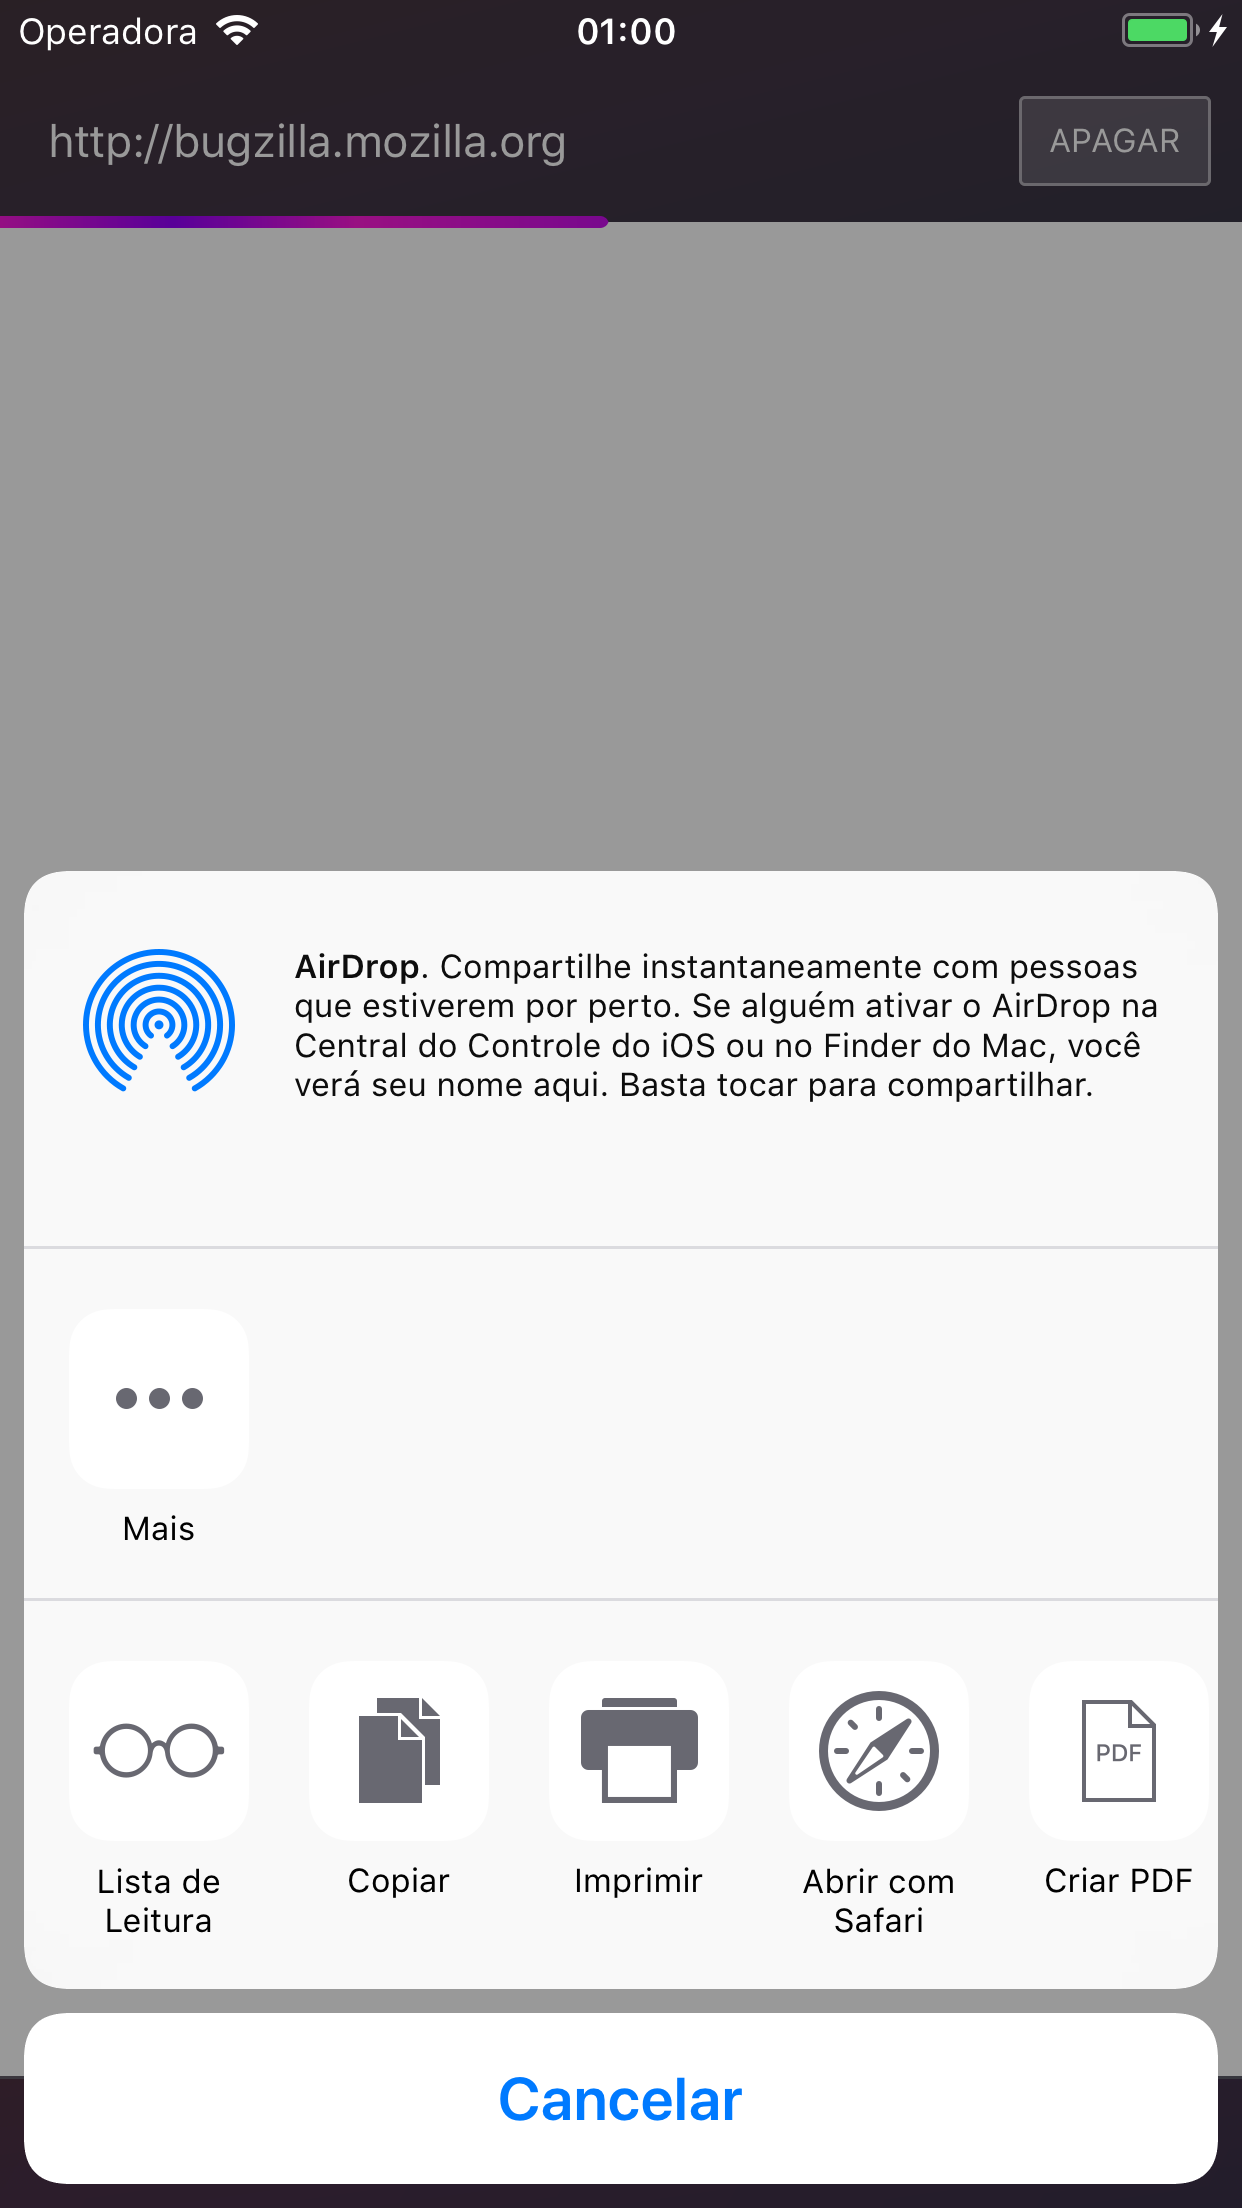 Operadora
01:00
http://bugzilla.mozilla.org
APAGAR
AirDrop. Compartilhe instantaneamente com pessoas
que estiverem por perto. Se alguém ativar o AirDrop na
Central do Controle do iOS ou no Finder do Mac, você
verá seu nome aqui. Basta tocar para compartilhar.
Mais
PDF
Lista de
Leitura
Copiar
Imprimir
Abrir com
Safari
Criar PDF
Cancelar